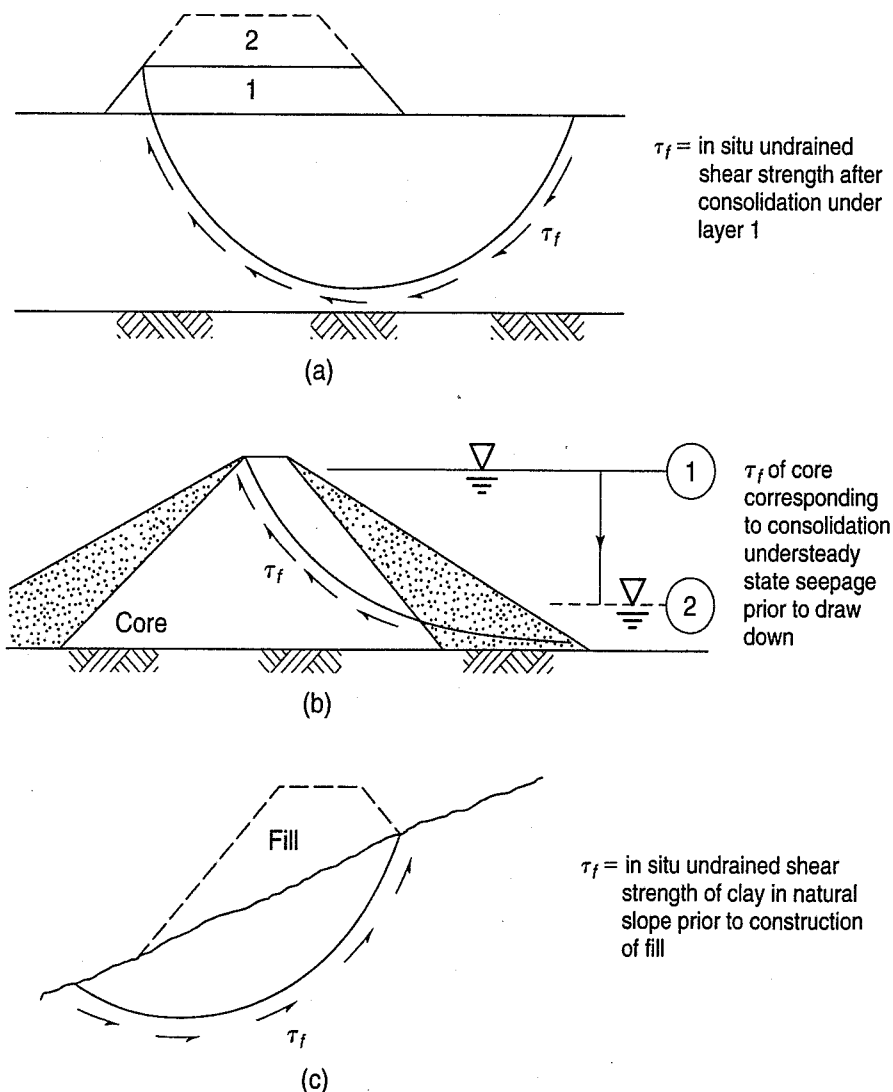 2
1
τf = in situ undrained
shear strength after
consolidation under
layer 1
τf
(a)
1
τf of core
corresponding
to consolidation
understeady
state seepage
prior to draw
down
τf
2
Core
(b)
Fill
τf = in situ undrained shear
strength of clay in natural
slope prior to construction
of fill
τf
(c)